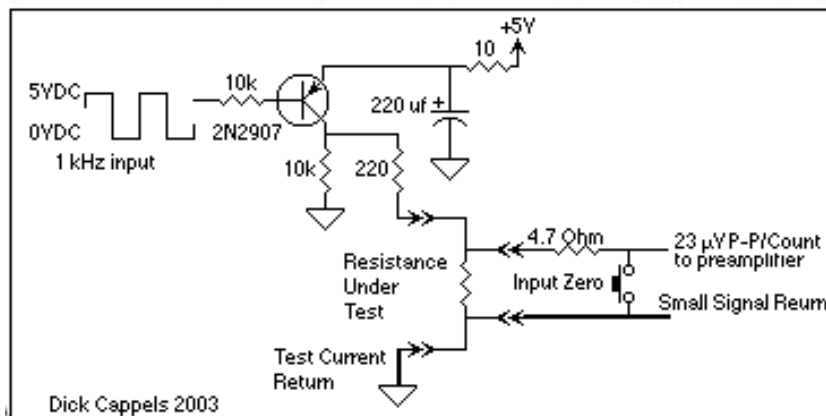 +5V
10
10k
5VDC
220 uf +
0VDC
2N2907
1 kHz input
10k
220
4.7 Ohm
23 µV P-P/Count
to preamplifier
Resistance
Under
Test
Input Zero
Small Signal Reurn
Test Current
Return
Dick Cappels 2003